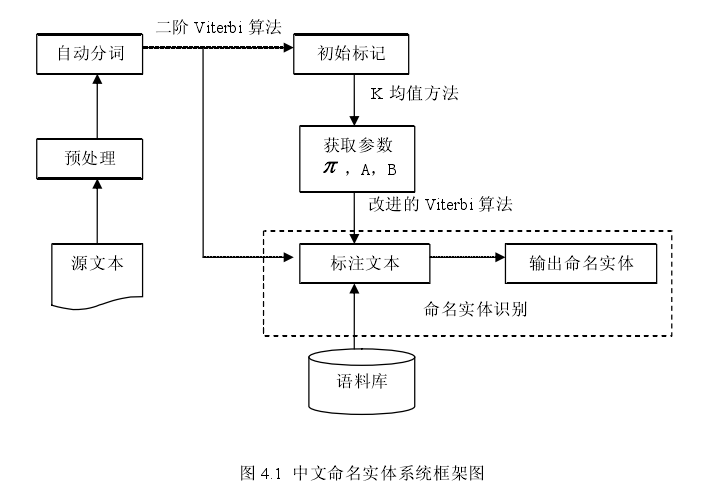 二阶 Viterbi 算法
自动分词
初始标记
K 均值方法
预处理
获取参数
π，A，B
改进的 Viterbi 算法
源文本
标注文本
输出命名实体
命名实体识别
语料库
图 4.1 中文命名实体系统框架图